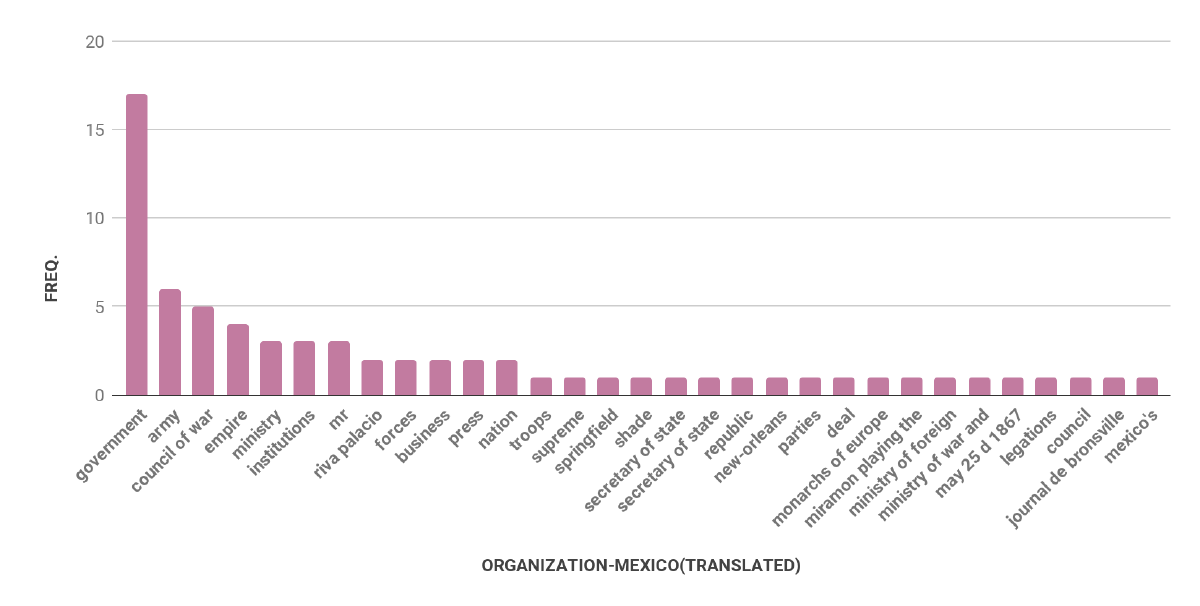 20
15
10
5
0
FREQ.
government
army
council of war
empire
ministry
institutions
mr
riva palacio
forces
business
press
nation
troops
supreme
springfield
shade
secretary of state
secretary of state
republic
new-orleans
parties
deal
monarchs of europe
miramon playing the
ministry of foreign
ministry of war and
may 25 d 1867
legations
council
journal de bronsville
mexico's
ORGANIZATION-MEXICO(TRANSLATED)